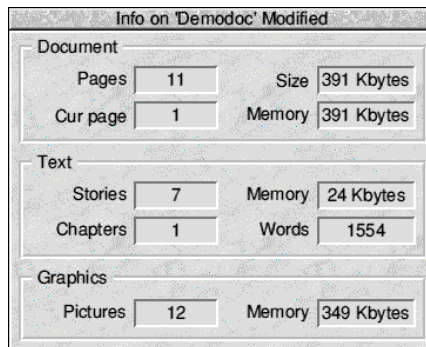 Info on 'Demodoc' Modified
Document
Pages 11 Size 391 Kbytes
Cur page 1 Memory 391 Kbytes
Text
Stories 7 Memory 24 Kbytes
Chapters 1 Words 1554
Graphics
Pictures 12 Memory 349 Kbytes